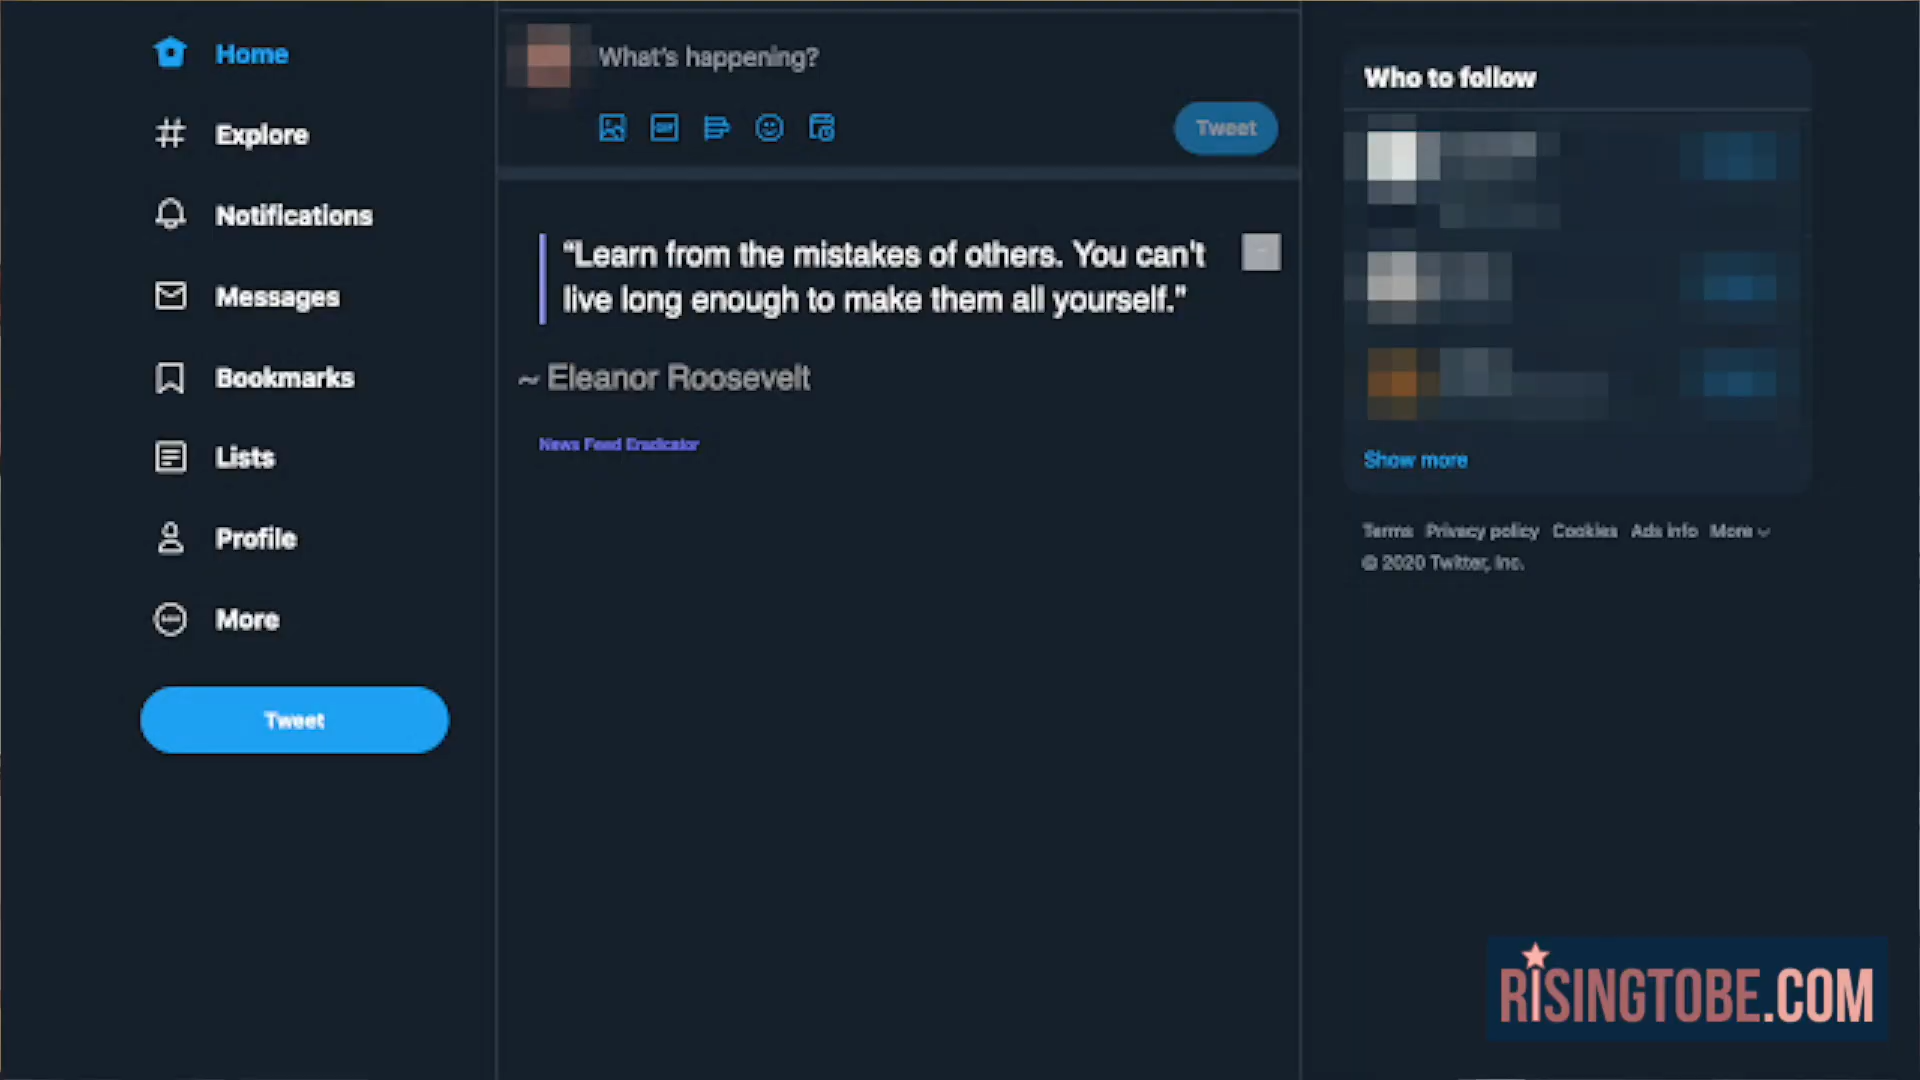 Home
Explore
Notifications
Messages
Bookmarks
Lists
Profile
More
Tweet
What's happening?
GIF
Tweet
“Learn from the mistakes of others. You can't
live long enough to make them all yourself.”
~ Eleanor Roosevelt
News Feed Eradicator
Who to follow
Show more
Terms Privacy policy Cookies Ads info More
© 2020 Twitter, Inc.
RISINGTOBE.COM